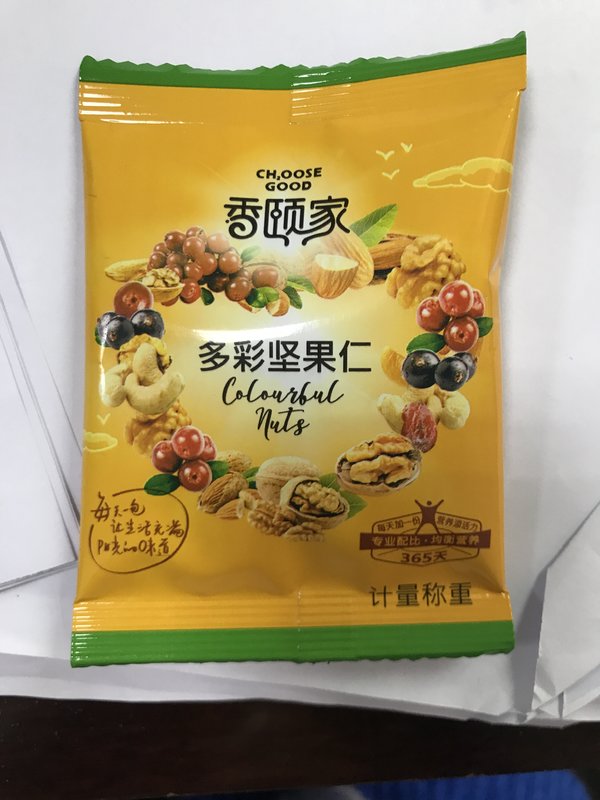 CHOOSE
GOOD
香颐家
多彩坚果仁
Colourful
Nuts
每天一包
让生活充满
阳光的味道
每天加一份 营养添活力
专业配比·均衡营养
365天
计量称重